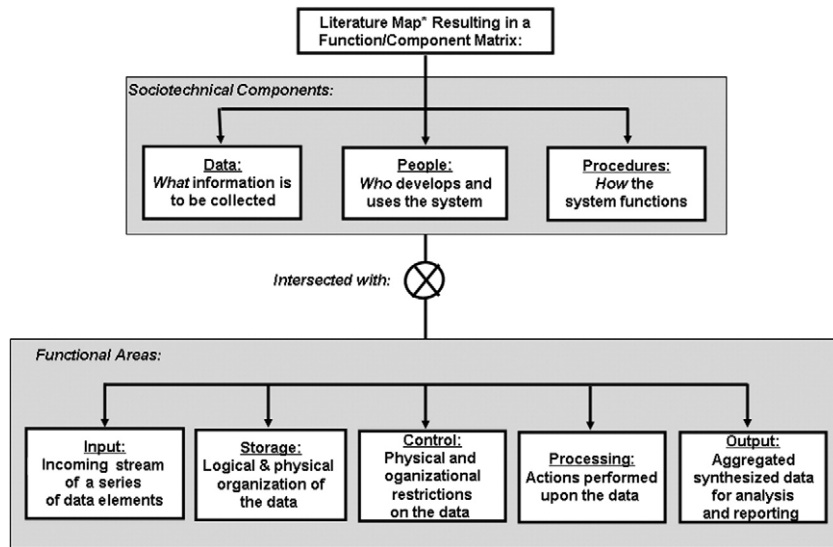 Literature Map* Resulting in a
Function/Component Matrix:
Sociotechnical Components:
Data:
What information is
to be collected
People:
Who develops and
uses the system
Procedures:
How the
system functions
Intersected with:
Functional Areas:
Input:
Incoming stream
of a series
of data elements
Storage:
Logical & physical
organization of
the data
Control:
Physical and
oganizational
restrictions
on the data
Processing:
Actions performed
upon the data
Output:
Aggregated
synthesized data
for analysis
and reporting